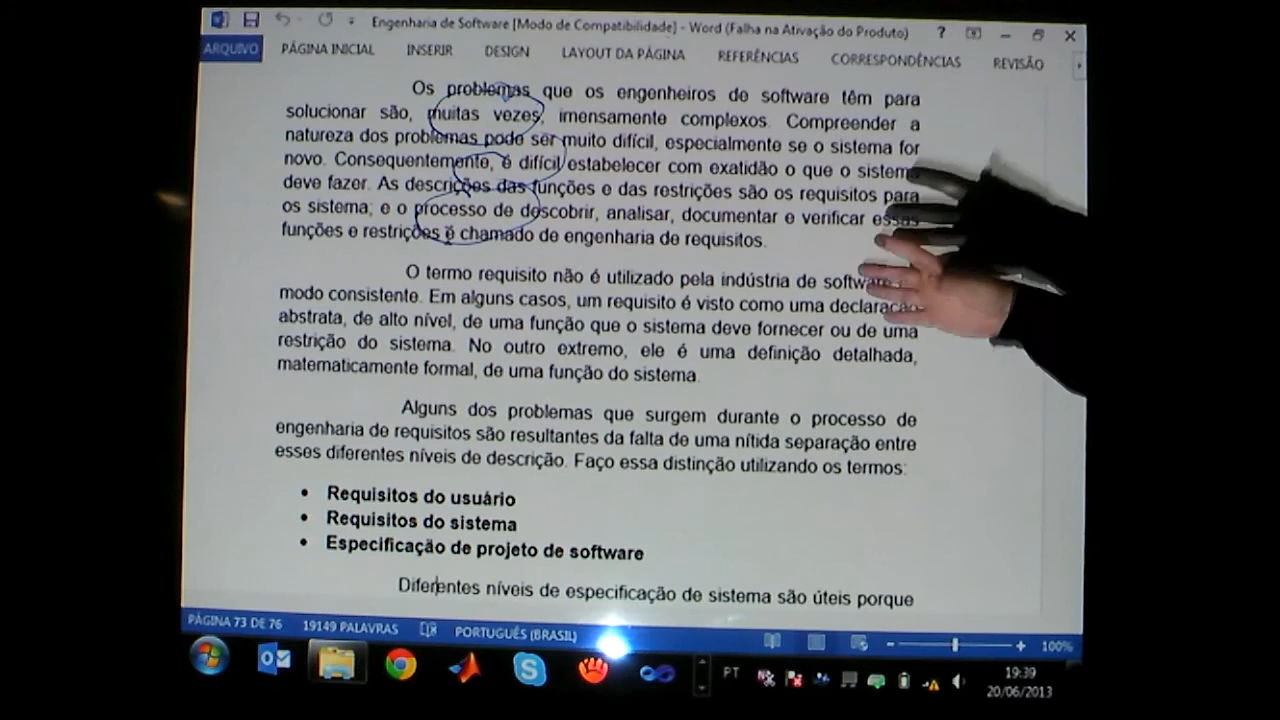 Engenharia de Software [Modo de Compatibilidade] - Word (Falha na Ativação do Produto)
ARQUIVO PÁGINA INICIAL INSERIR DESIGN LAYOUT DA PÁGINA REFERÊNCIAS CORRESPONDÊNCIAS REVISÃO
Os problemas que os engenheiros de software têm para
solucionar são, muitas vezes, imensamente complexos. Compreender a
natureza dos problemas pode ser muito difícil, especialmente se o sistema for
novo. Consequentemente, é difícil estabelecer com exatidão o que o sistema
deve fazer. As descrições das funções e das restrições são os requisitos para
os sistema; e o processo de descobrir, analisar, documentar e verificar essas
funções e restrições é chamado de engenharia de requisitos.
O termo requisito não é utilizado pela indústria de software
modo consistente. Em alguns casos, um requisito é visto como uma declaração
abstrata, de alto nível, de uma função que o sistema deve fornecer ou de uma
restrição do sistema. No outro extremo, ele é uma definição detalhada,
matematicamente formal, de uma função do sistema.
Alguns dos problemas que surgem durante o processo de
engenharia de requisitos são resultantes da falta de uma nítida separação entre
esses diferentes níveis de descrição. Faço essa distinção utilizando os termos:
• Requisitos do usuário
• Requisitos do sistema
• Especificação de projeto de software
Diferentes níveis de especificação de sistema são úteis porque
PÁGINA 73 DE 76 19149 PALAVRAS PORTUGUÊS (BRASIL) 100%
PT 19:39
20/06/2013